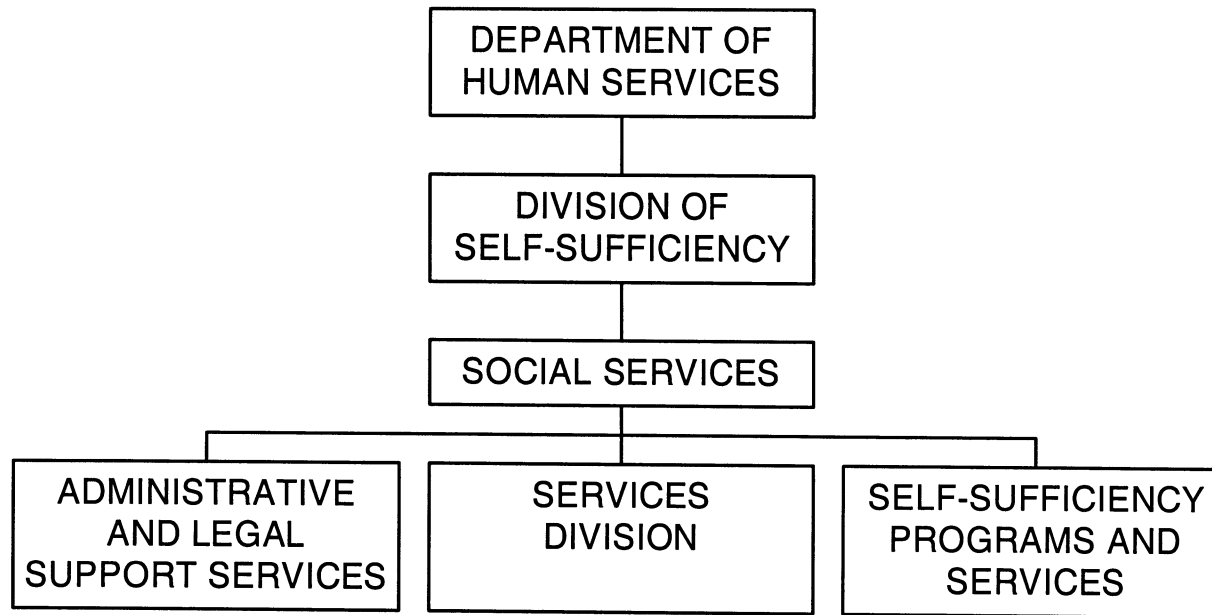 DEPARTMENT OF
HUMAN SERVICES
DIVISION OF
SELF-SUFFICIENCY
SOCIAL SERVICES
ADMINISTRATIVE
AND LEGAL
SUPPORT SERVICES
SERVICES
DIVISION
SELF-SUFFICIENCY
PROGRAMS AND
SERVICES